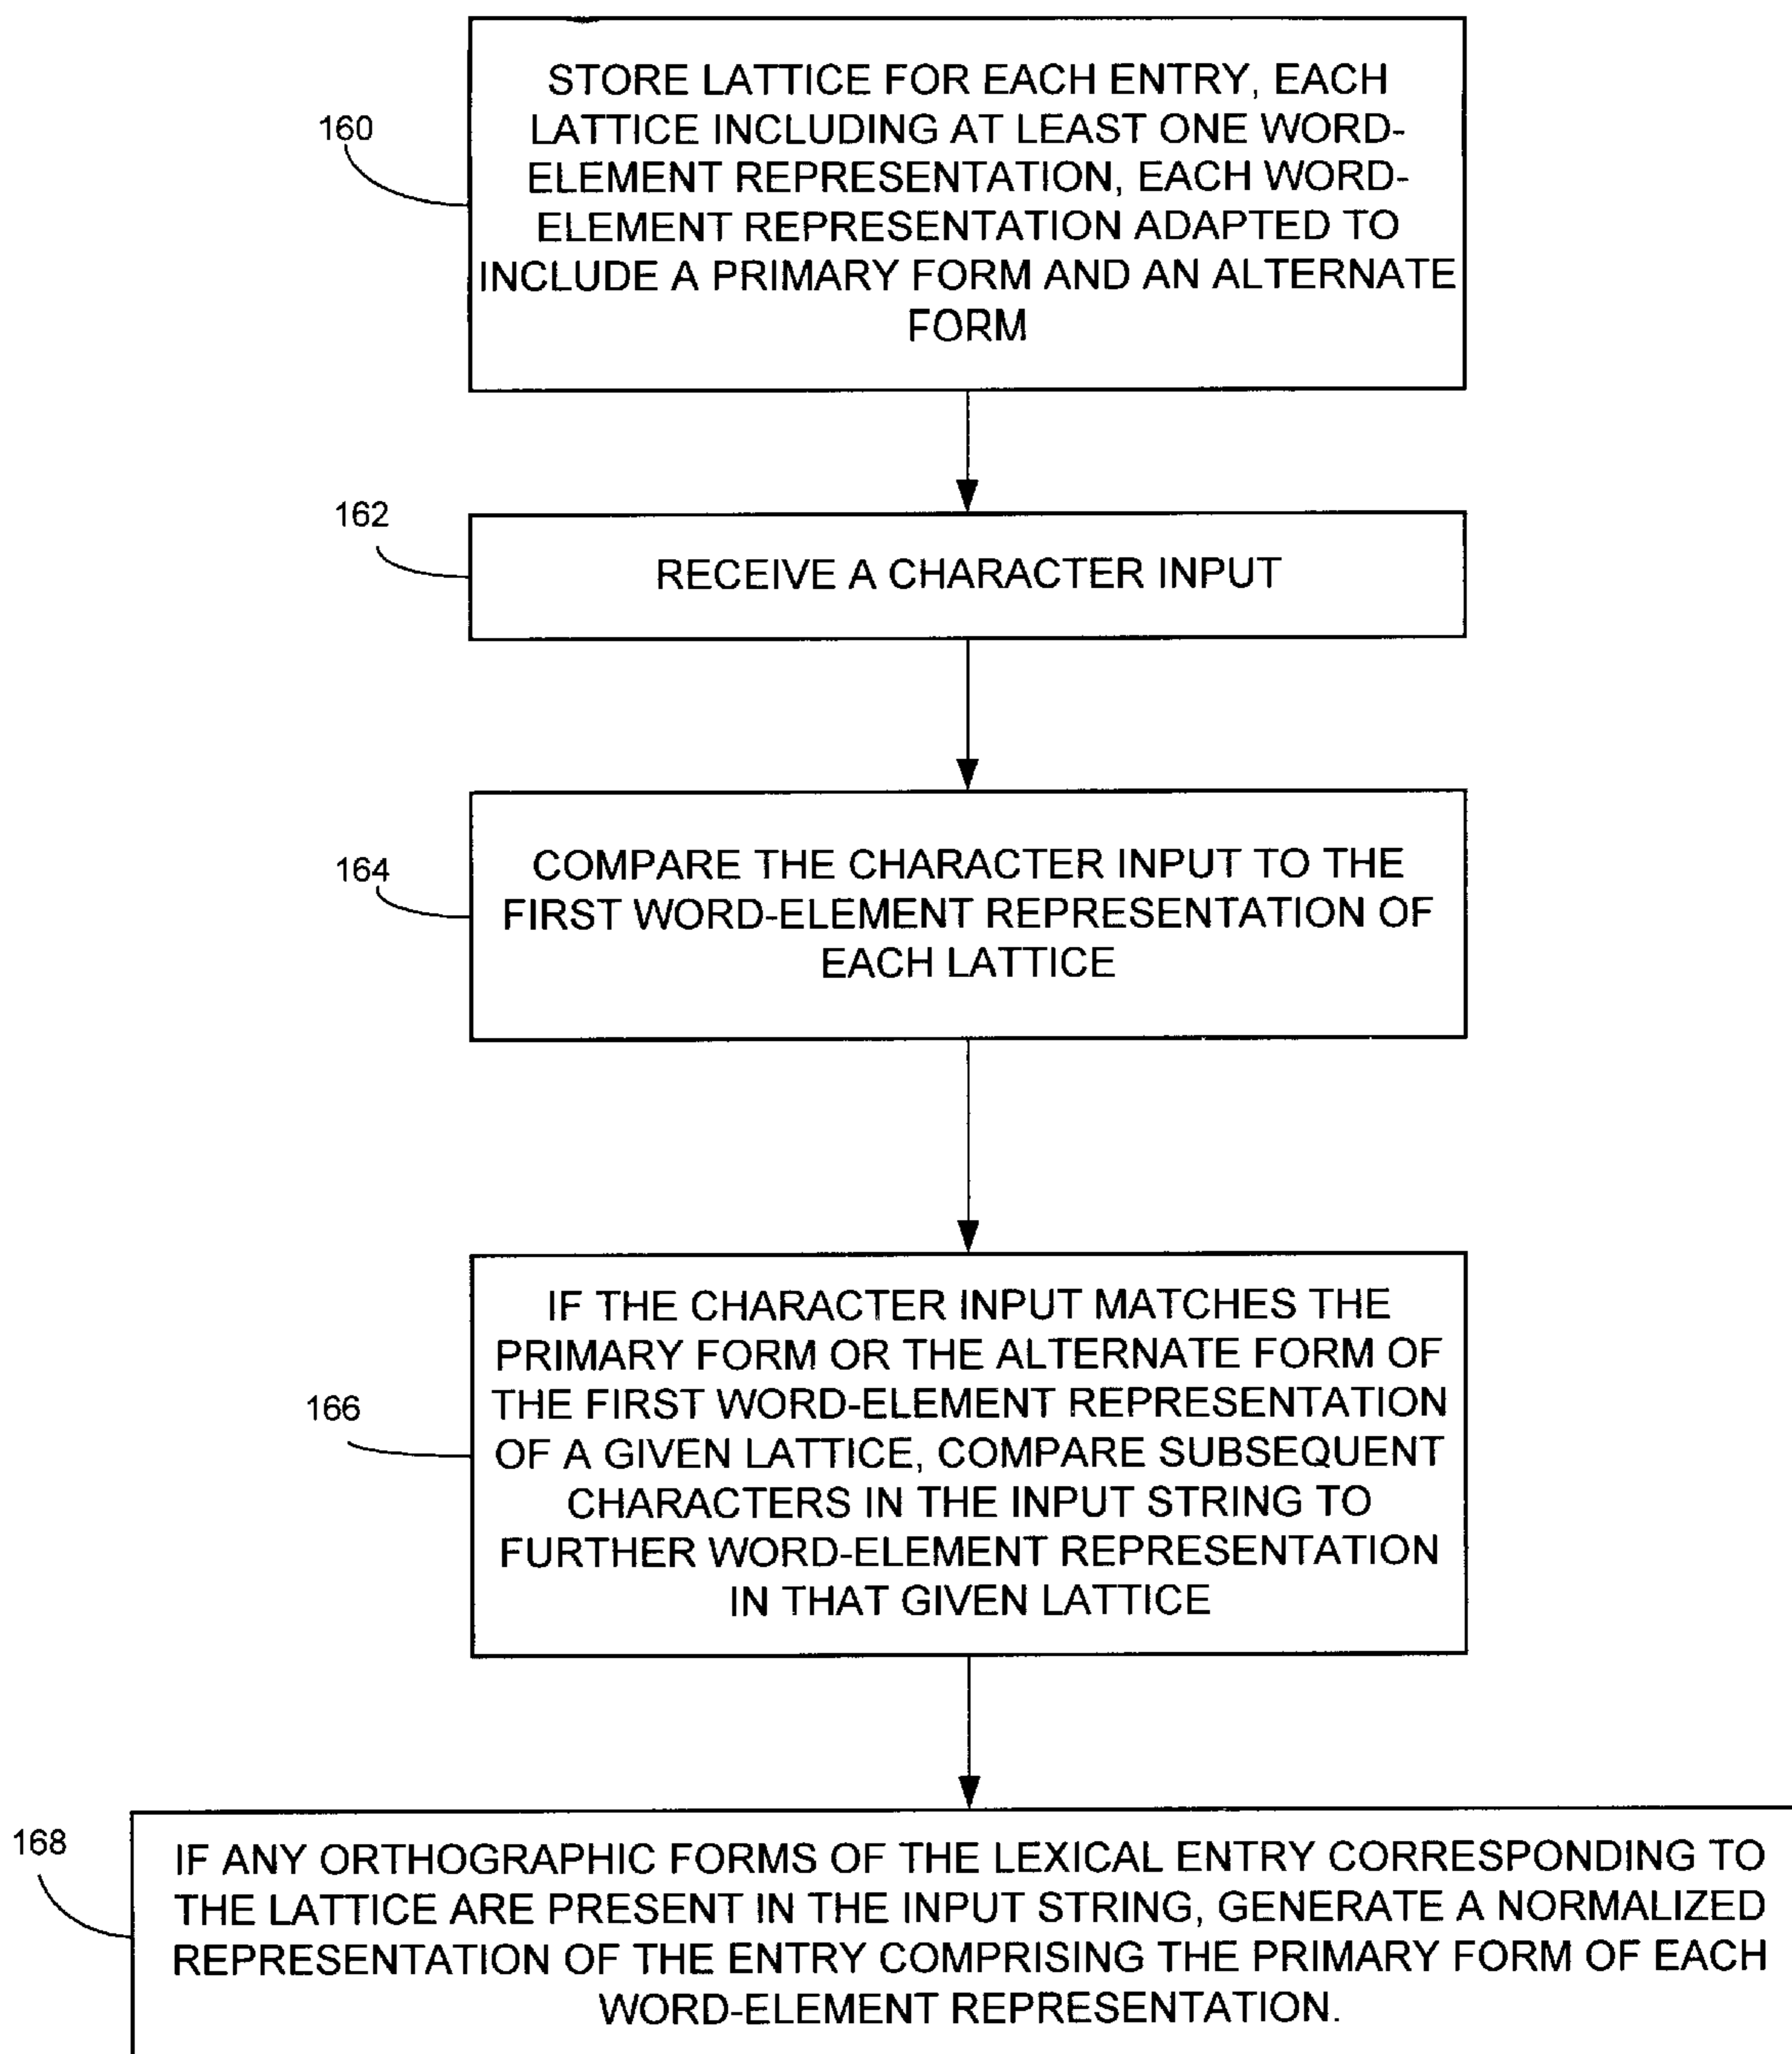 160
STORE LATTICE FOR EACH ENTRY, EACH
LATTICE INCLUDING AT LEAST ONE WORD-
ELEMENT REPRESENTATION, EACH WORD-
ELEMENT REPRESENTATION ADAPTED TO
INCLUDE A PRIMARY FORM AND AN ALTERNATE
FORM
162
RECEIVE A CHARACTER INPUT
164
COMPARE THE CHARACTER INPUT TO THE
FIRST WORD-ELEMENT REPRESENTATION OF
EACH LATTICE
166
IF THE CHARACTER INPUT MATCHES THE
PRIMARY FORM OR THE ALTERNATE FORM OF
THE FIRST WORD-ELEMENT REPRESENTATION
OF A GIVEN LATTICE, COMPARE SUBSEQUENT
CHARACTERS IN THE INPUT STRING TO
FURTHER WORD-ELEMENT REPRESENTATION
IN THAT GIVEN LATTICE
168
IF ANY ORTHOGRAPHIC FORMS OF THE LEXICAL ENTRY CORRESPONDING TO
THE LATTICE ARE PRESENT IN THE INPUT STRING, GENERATE A NORMALIZED
REPRESENTATION OF THE ENTRY COMPRISING THE PRIMARY FORM OF EACH
WORD-ELEMENT REPRESENTATION.